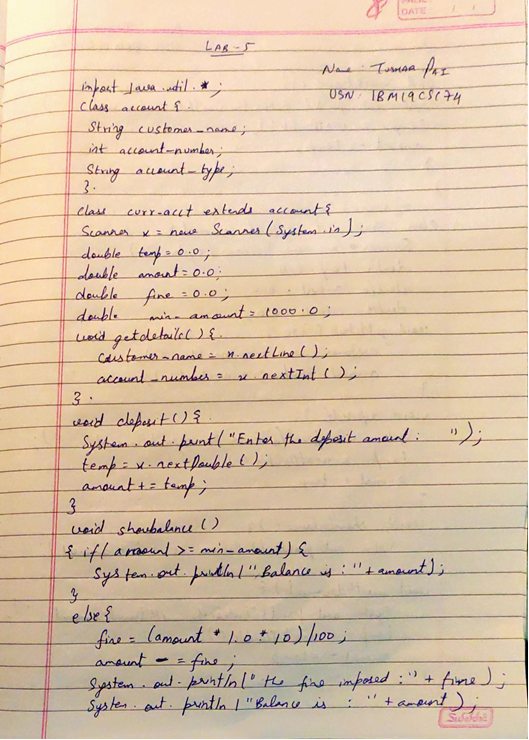 DATE
LAB - 5
Name : TUSHAR PAI
import java.util.*;
USN : 1BM19CS174
class account {
String customer_name;
int account_number;
String account_type;
}
class curr_acct extends account {
Scanner x = new Scanner (System.in);
double temp = 0.0;
double amount = 0.0;
double fine = 0.0;
double min_amount = 1000.0;
void getdetails() {
customer_name = x.nextLine();
account_number = x.nextInt();
}
void deposit() {
System.out.print("Enter the deposit amount : ");
temp = x.nextDouble();
amount += temp;
}
void showbalance()
{ if (amount >= min_amount) {
System.out.println("Balance is :" + amount);
}
else {
fine = (amount * 1.0 * 10)/100;
amount -= fine;
System.out.println(" the fine imposed :" + fine);
System.out.println("Balance is : " + amount);